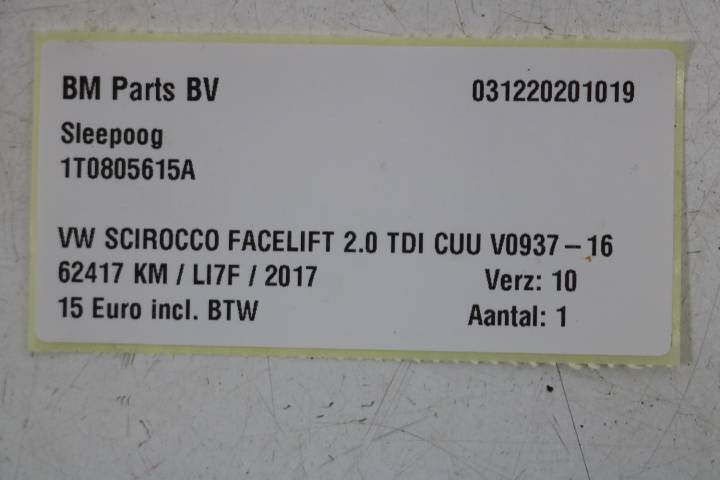 BM Parts BV 031220201019
Sleepoog
1T0805615A
VW SCIROCCO FACELIFT 2.0 TDI CUU V0937 – 16
62417 KM / LI7F / 2017 Verz: 10
15 Euro incl. BTW Aantal: 1